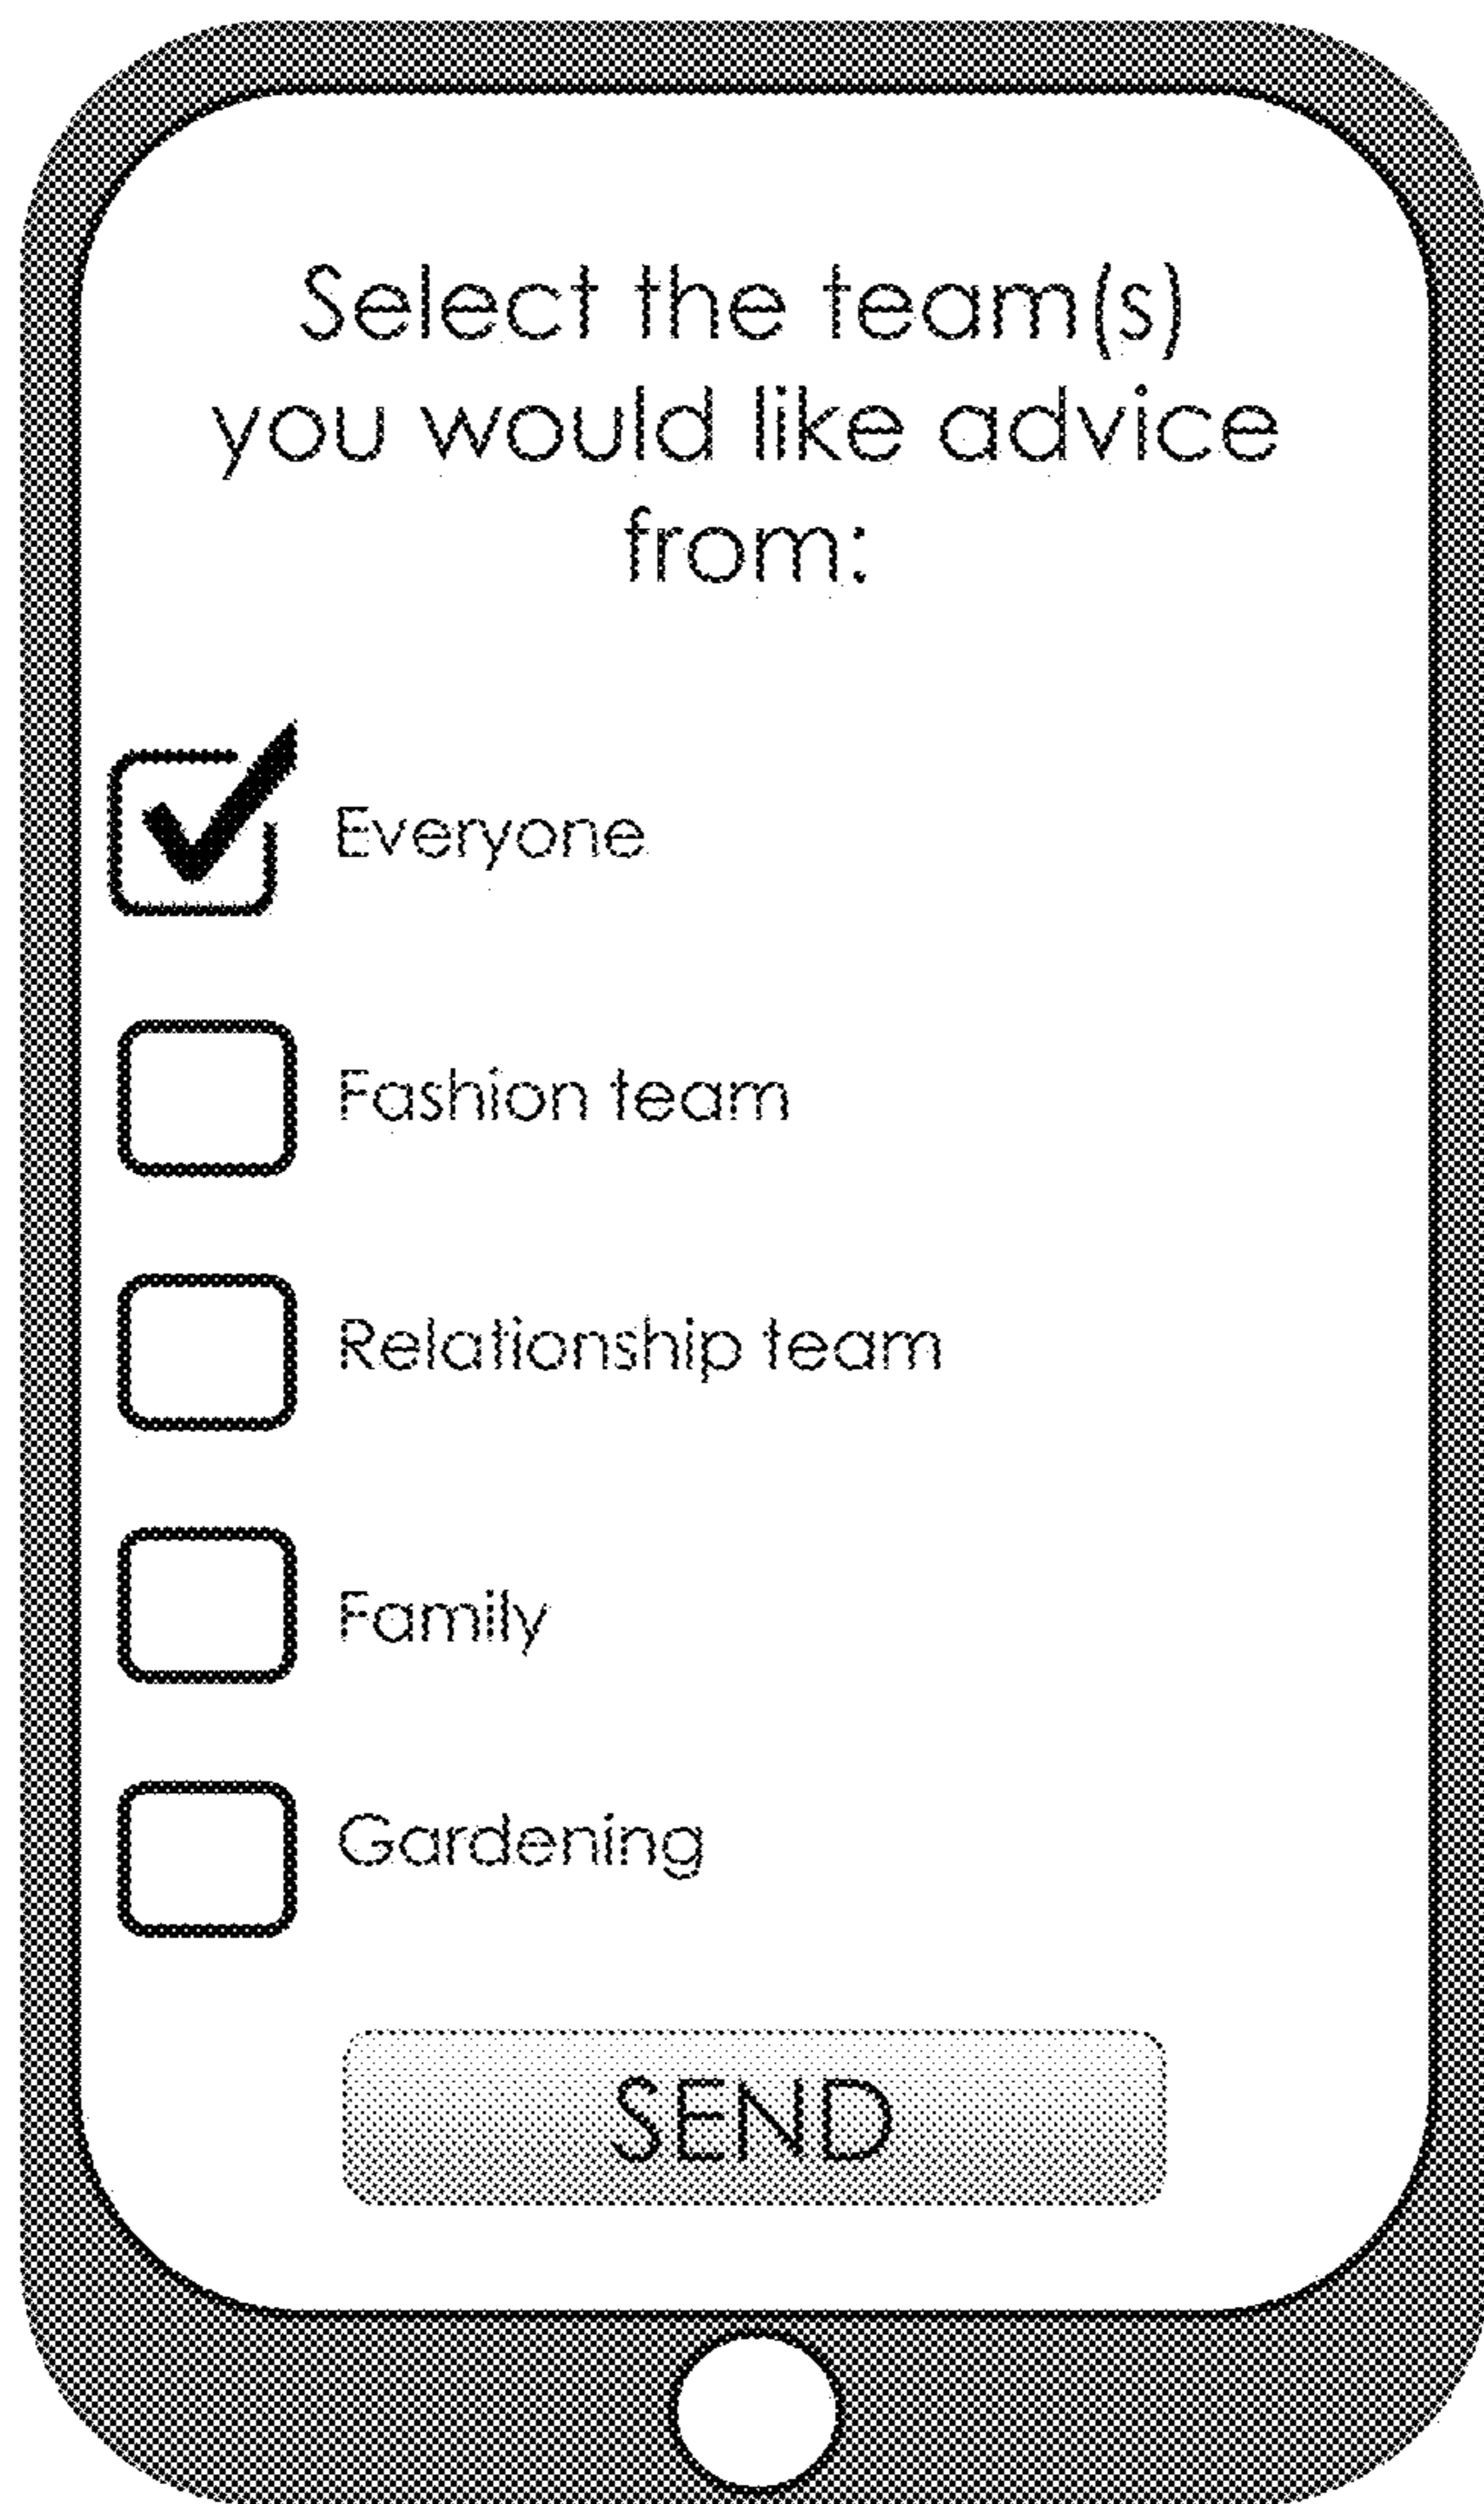 Select the team(s)
you would like advice
from:
Everyone
Fashion team
Relationship team
Family
Gardening
SEND